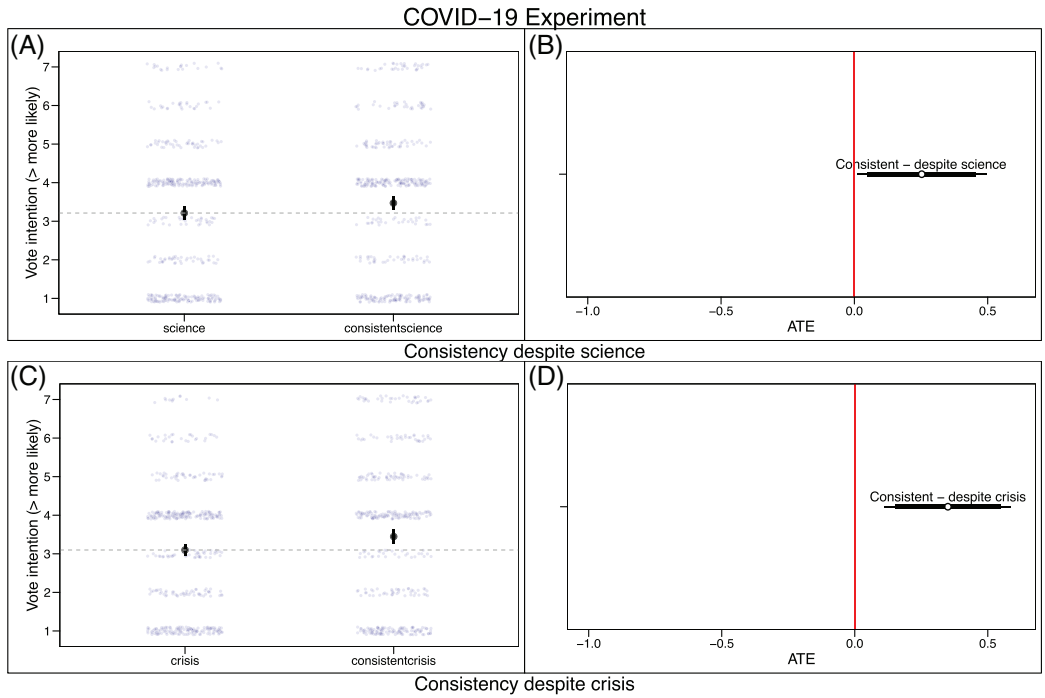 COVID−19 Experiment
(A)
Vote intention (> more likely)
7
6
5
4
3
2
1
science
consistentscience
(B)
Consistent − despite science
−1.0
−0.5
0.0
0.5
ATE
Consistency despite science
(C)
Vote intention (> more likely)
7
6
5
4
3
2
1
crisis
consistentcrisis
(D)
Consistent − despite crisis
−1.0
−0.5
0.0
0.5
ATE
Consistency despite crisis